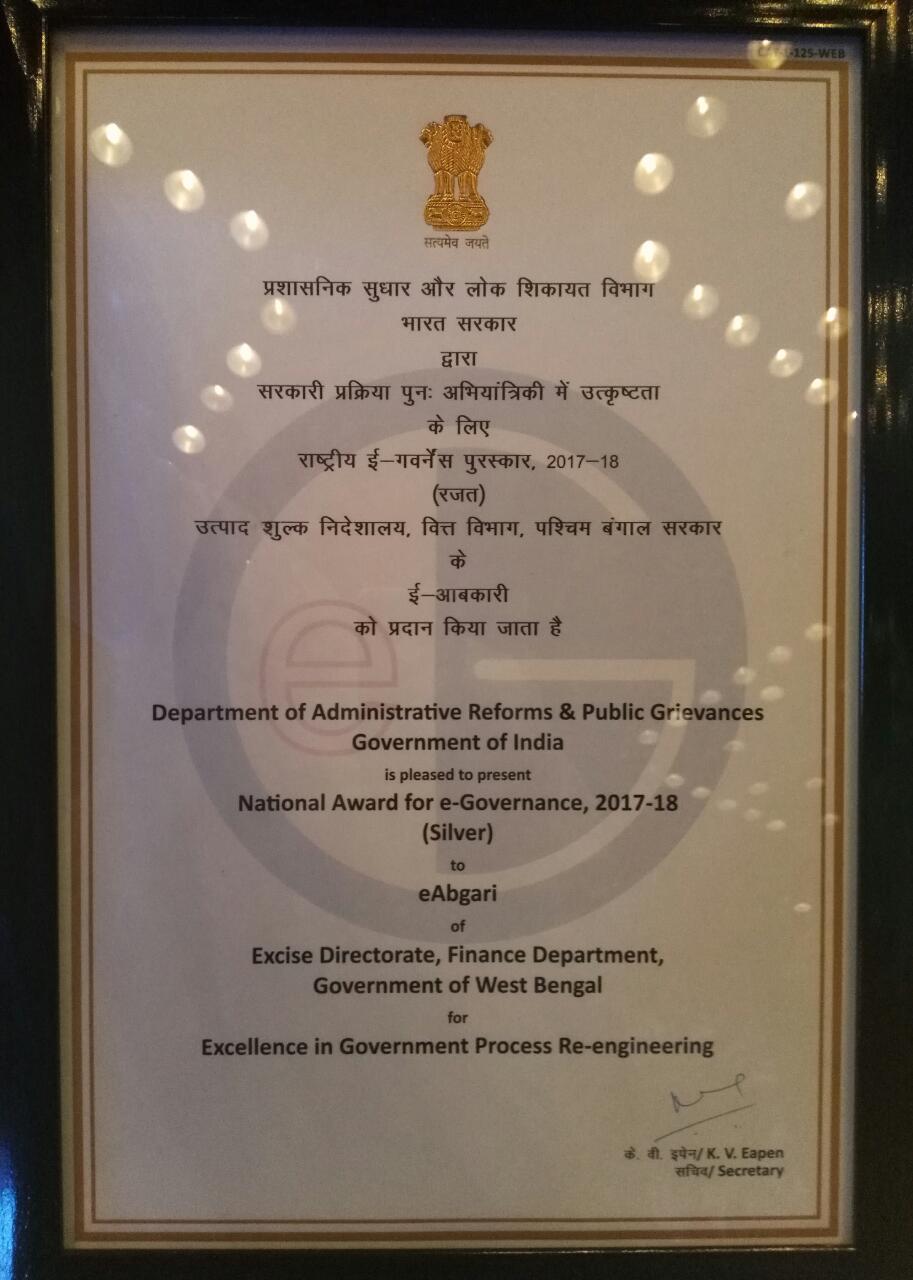 -125-WEB
सत्यमेव जयते
प्रशासनिक सुधार और लोक शिकायत विभाग
भारत सरकार
द्वारा
सरकारी प्रक्रिया पुनः अभियांत्रिकी में उत्कृष्टता
के लिए
राष्ट्रीय ई–गवर्नेंस पुरस्कार, 2017–18
(रजत)
उत्पाद शुल्क निदेशालय, वित्त विभाग, पश्चिम बंगाल सरकार
के
ई–आबकारी
को प्रदान किया जाता है
Department of Administrative Reforms & Public Grievances
Government of India
is pleased to present
National Award for e-Governance, 2017-18
(Silver)
to
eAbgari
of
Excise Directorate, Finance Department,
Government of West Bengal
for
Excellence in Government Process Re-engineering
के. वी. इपेन/ K. V. Eapen
सचिव/ Secretary